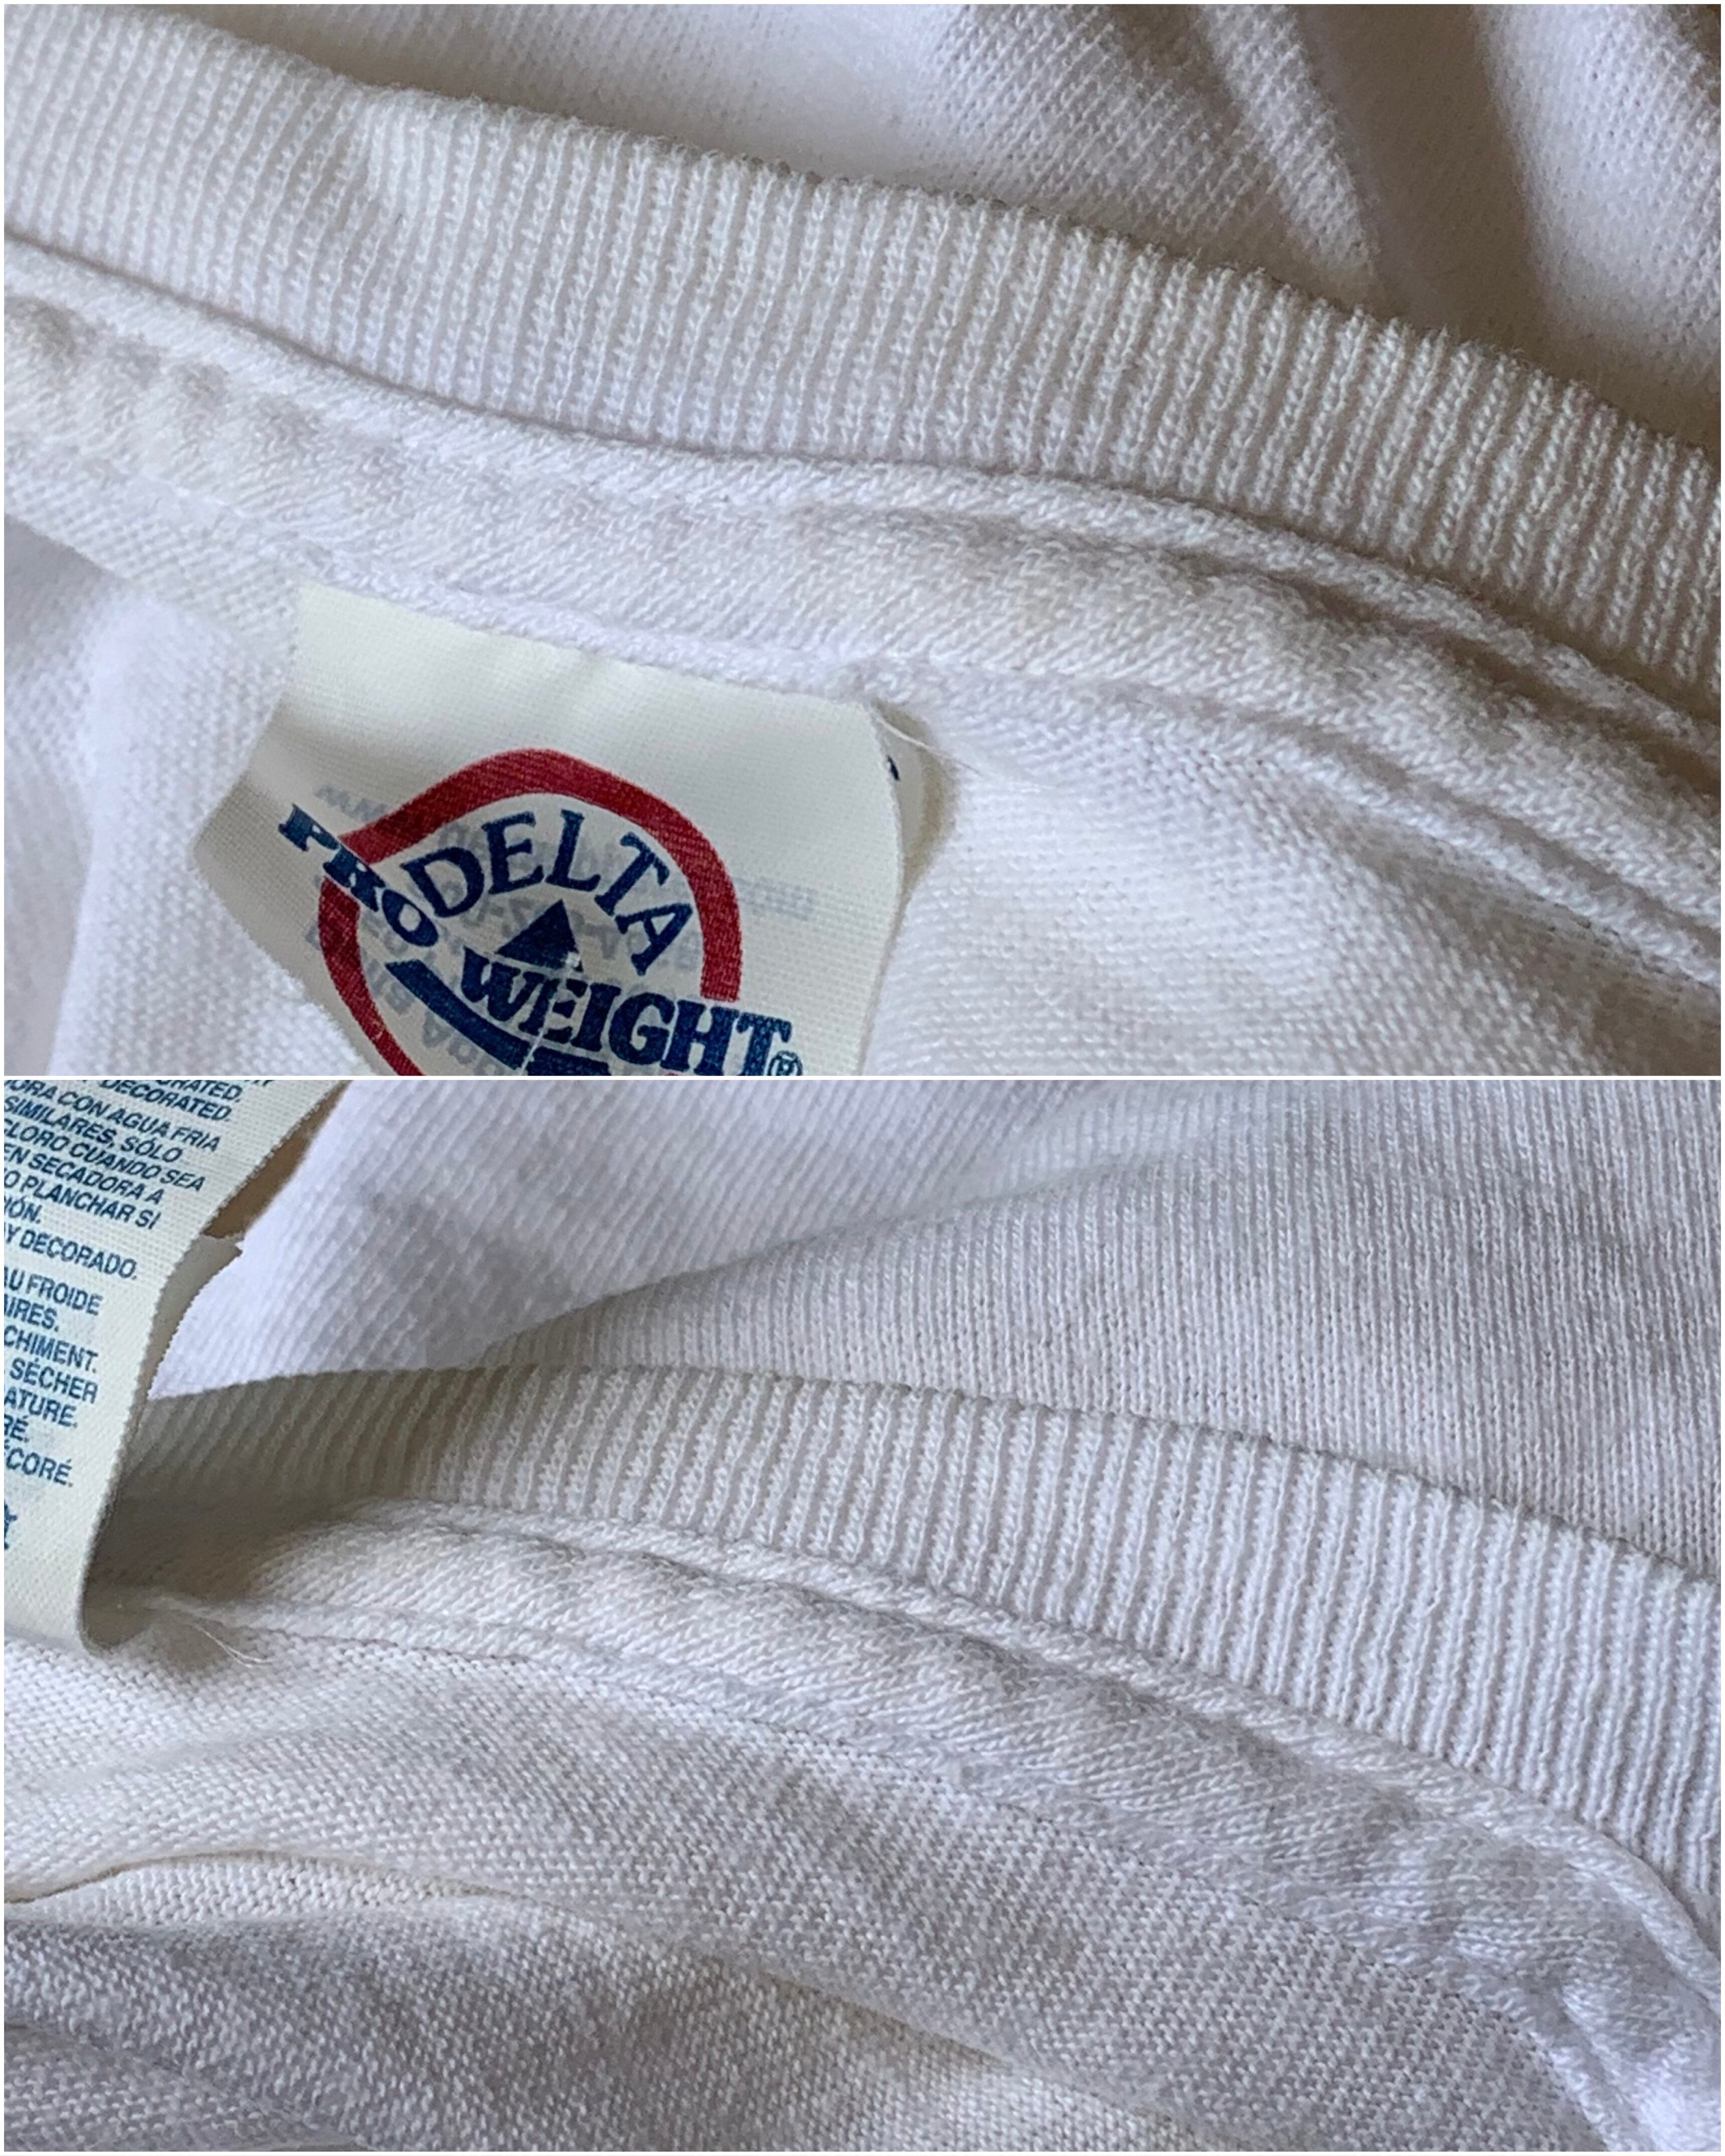 DELTA
PRO WEIGHT®
DECORATED.
CON AGUA FRIA
SIMILARES, SÓLO
CLORO CUANDO SEA
EN SECADORA A
O PLANCHAR SI
IÓN.
Y DECORADO.
AU FROIDE
AIRES.
CHIMENT.
SÉCHER
ATURE.
RÉ.
CORÉ.